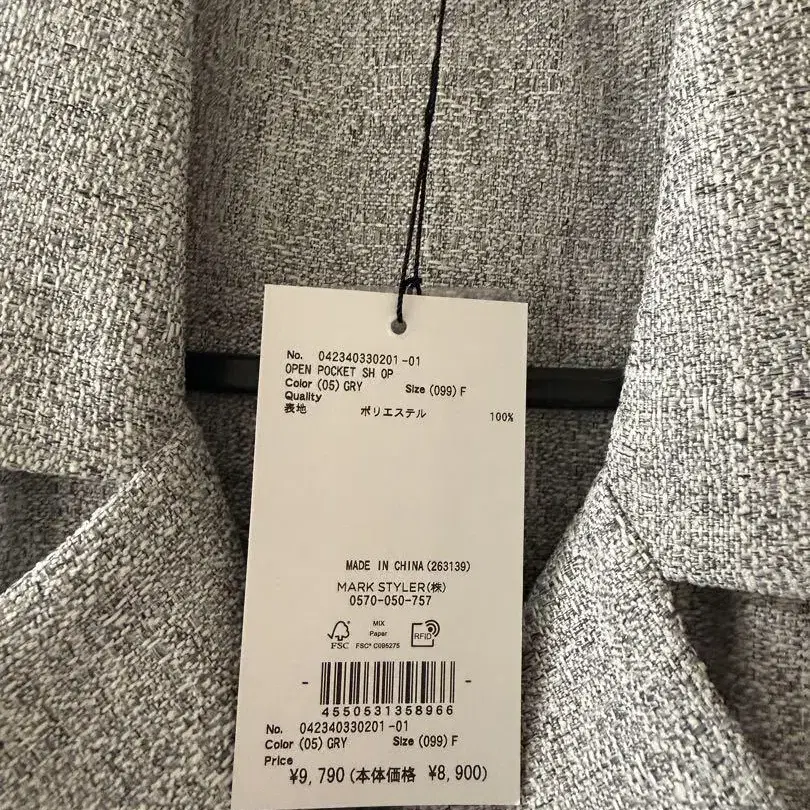 No. 042340330201-01
OPEN POCKET SH OP
Color (05) GRY Size (099) F
Quality
表地 ポリエステル 100%
MADE IN CHINA (263139)
MARK STYLER(株)
0570-050-757
FSC
MIX
Paper
FSC® C095275
RFID
4550531358966
No. 042340330201-01
Color (05) GRY Size (099) F
Price
¥9,790 (本体価格 ¥8,900)